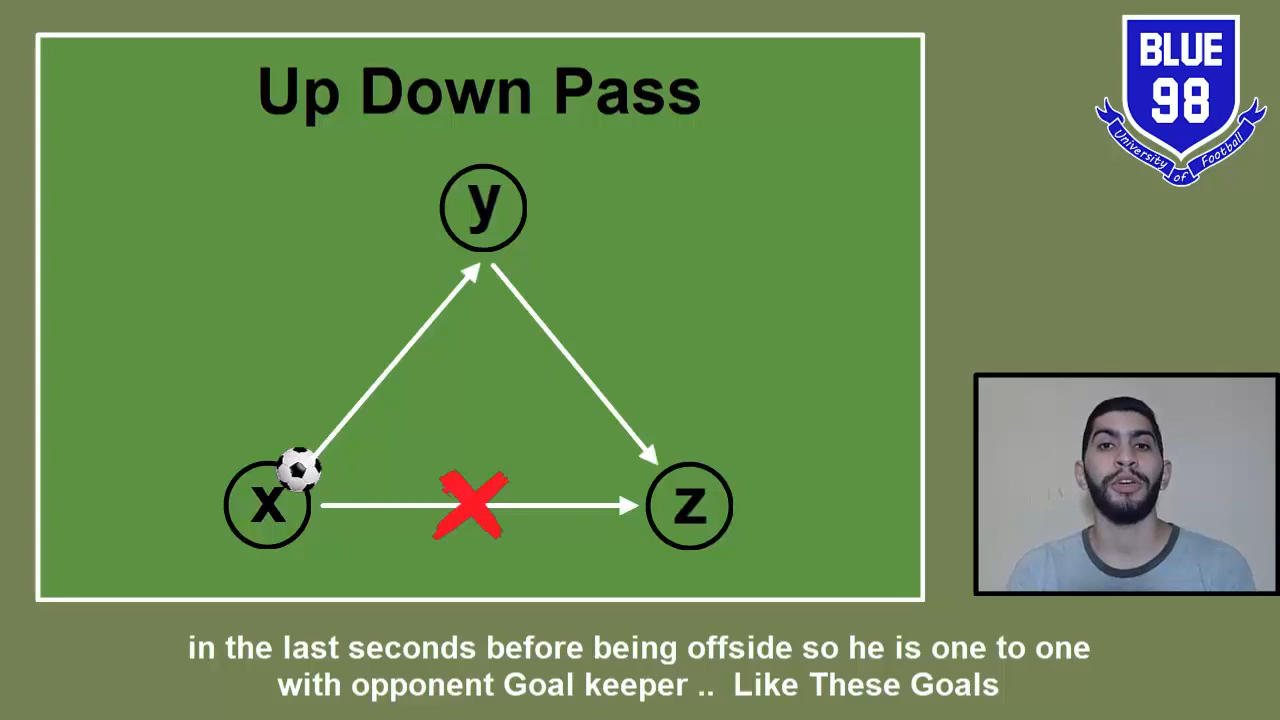 Up Down Pass
BLUE
98
University of Football
y
x
z
in the last seconds before being offside so he is one to one
with opponent Goal keeper .. Like These Goals